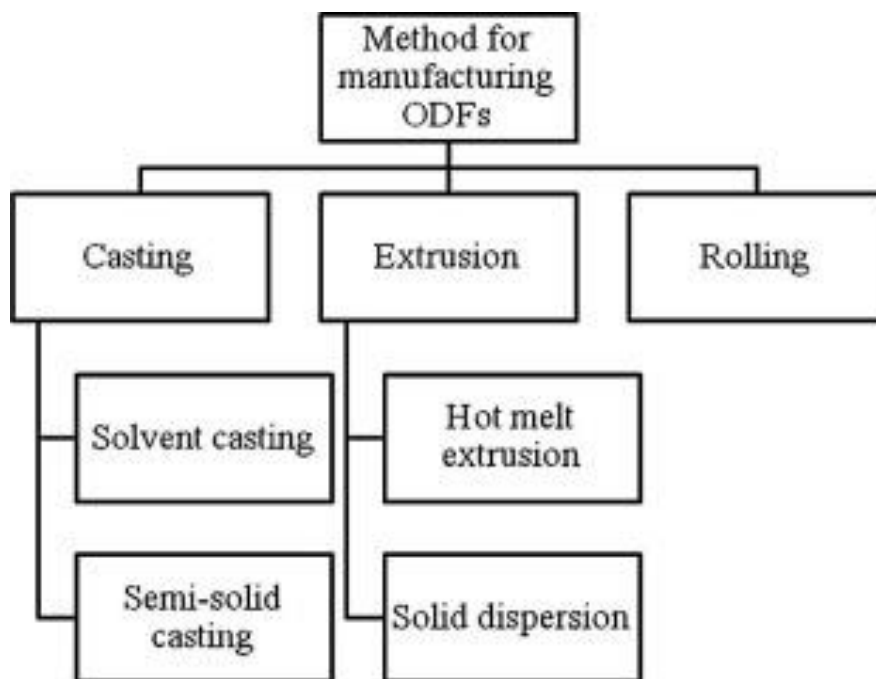 Method for
manufacturing
ODFs
Casting
Extrusion
Rolling
Solvent casting
Hot melt
extrusion
Semi-solid
casting
Solid dispersion